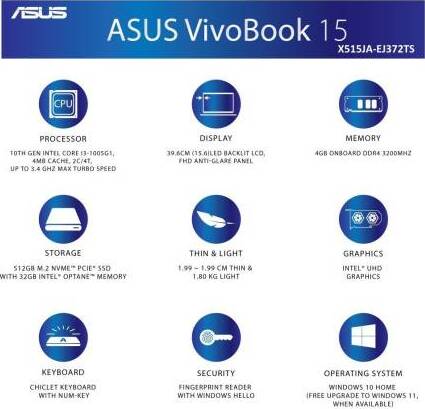 ASUS
ASUS VivoBook 15
X515JA-EJ372TS
CPU
PROCESSOR
10TH GEN INTEL CORE I3-1005G1,
4MB CACHE, 2C/4T,
UP TO 3.4 GHZ MAX TURBO SPEED
DISPLAY
39.6CM (15.6)LED BACKLIT LCD,
FHD ANTI-GLARE PANEL
MEMORY
4GB ONBOARD DDR4 3200MHZ
STORAGE
512GB M.2 NVME™ PCIE® SSD
WITH 32GB INTEL® OPTANE™ MEMORY
THIN & LIGHT
1.99 ~ 1.99 CM THIN &
1.80 KG LIGHT
GRAPHICS
INTEL® UHD
GRAPHICS
KEYBOARD
CHICLET KEYBOARD
WITH NUM-KEY
SECURITY
FINGERPRINT READER
WITH WINDOWS HELLO
OPERATING SYSTEM
WINDOWS 10 HOME
(FREE UPGRADE TO WINDOWS 11,
WHEN AVAILABLE)